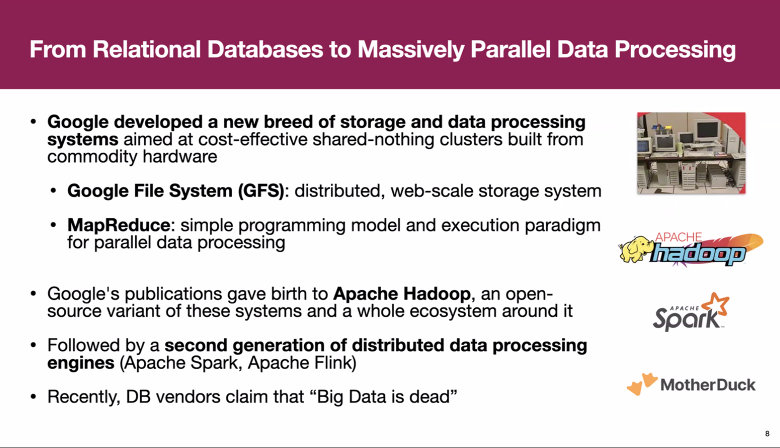 From Relational Databases to Massively Parallel Data Processing
• Google developed a new breed of storage and data processing
systems aimed at cost-effective shared-nothing clusters built from
commodity hardware
• Google File System (GFS): distributed, web-scale storage system
• MapReduce: simple programming model and execution paradigm
for parallel data processing
• Google's publications gave birth to Apache Hadoop, an open-
source variant of these systems and a whole ecosystem around it
• Followed by a second generation of distributed data processing
engines (Apache Spark, Apache Flink)
• Recently, DB vendors claim that “Big Data is dead”
APACHE
hadoop
APACHE
Spark™
MotherDuck
8